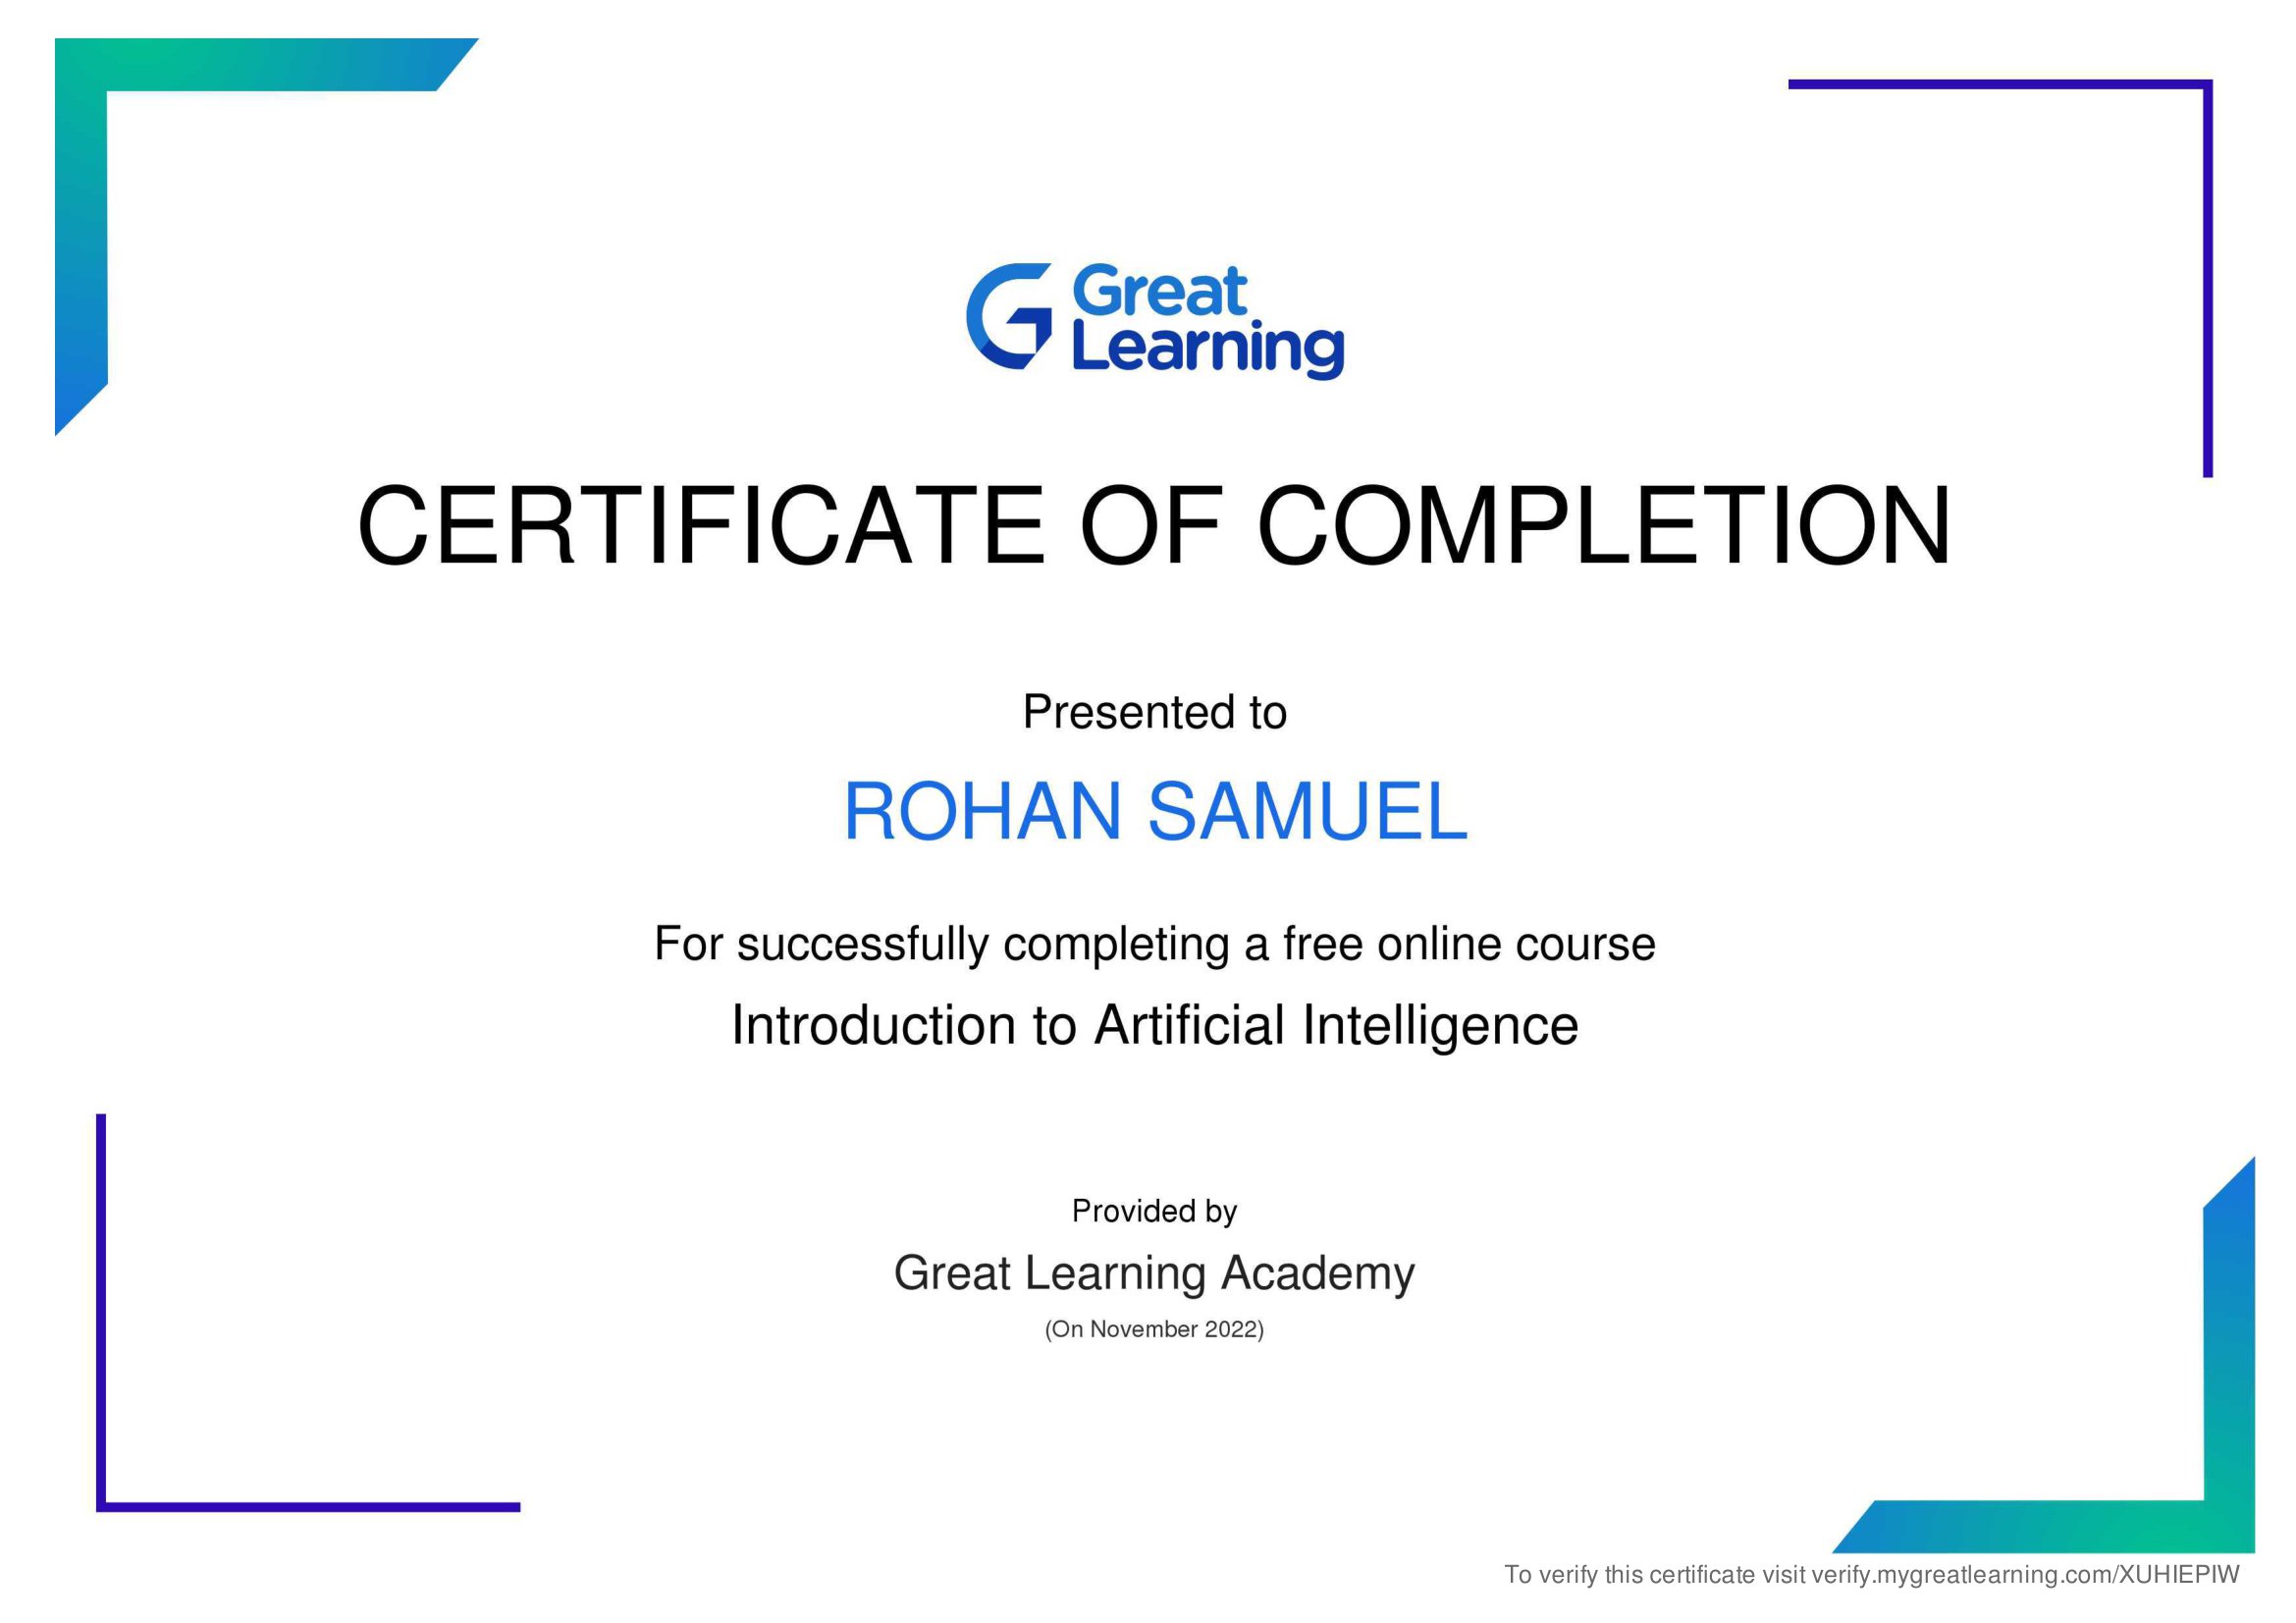 Great
Learning
CERTIFICATE OF COMPLETION
Presented to
ROHAN SAMUEL
For successfully completing a free online course
Introduction to Artificial Intelligence
Provided by
Great Learning Academy
(On November 2022)
To verify this certificate visit verify.mygreatlearning.com/XUHIEPIW